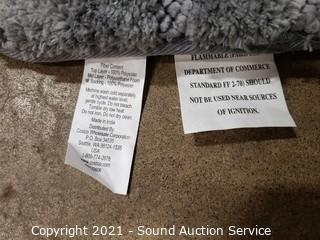 Fiber Content
Top Layer - 100% Polyester
Mid Layer - Polyurethane Foam
Backing - 100% Polyester
Machine wash cold separately
at highest water level,
gentle cycle. Do not bleach.
Tumble dry low heat
Do not iron. Do not dry clean.
Made in India
Distributed By
Costco Wholesale Corporation
P.O. Box 34535
Seattle, WA 98124-1535
USA
1-800-774-2678
www.costco.com
DEPARTMENT OF COMMERCE
STANDARD FF 2-70) SHOULD
NOT BE USED NEAR SOURCES
OF IGNITION.
Copyright 2021 - Sound Auction Service